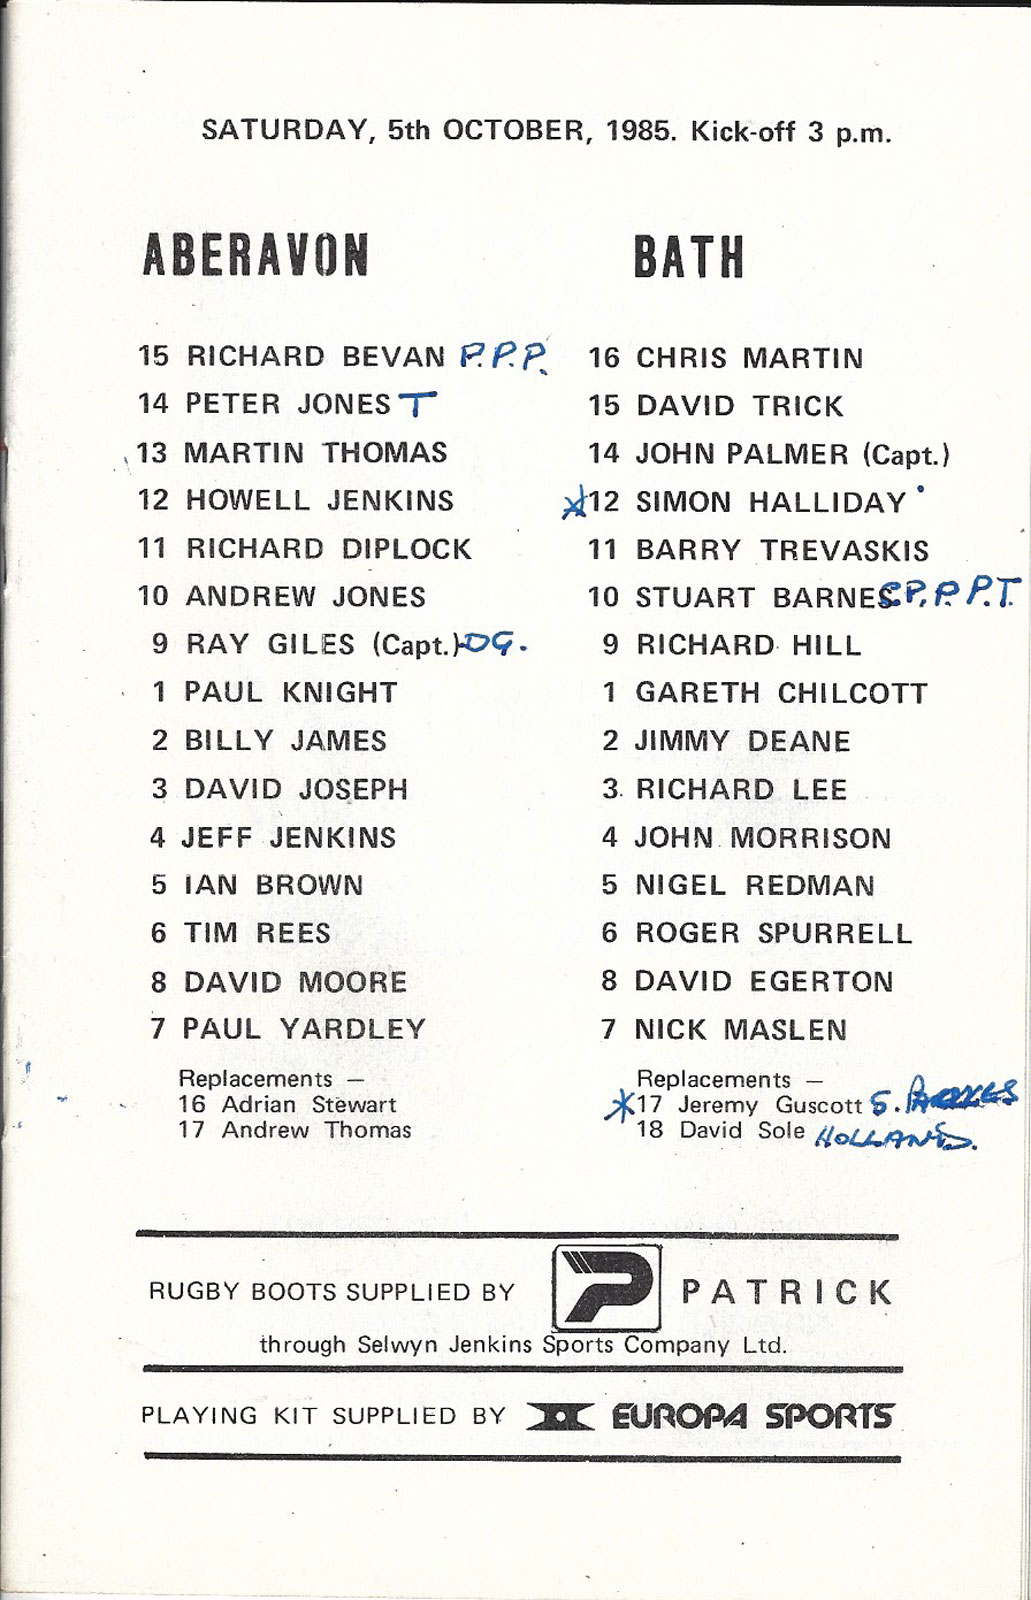 SATURDAY, 5th OCTOBER, 1985. Kick-off 3 p.m.
ABERAVON
15 RICHARD BEVAN P.P.P.
14 PETER JONES T
13 MARTIN THOMAS
12 HOWELL JENKINS
11 RICHARD DIPLOCK
10 ANDREW JONES
9 RAY GILES (Capt.) DG.
1 PAUL KNIGHT
2 BILLY JAMES
3 DAVID JOSEPH
4 JEFF JENKINS
5 IAN BROWN
6 TIM REES
8 DAVID MOORE
7 PAUL YARDLEY
Replacements —
16 Adrian Stewart
17 Andrew Thomas
BATH
16 CHRIS MARTIN
15 DAVID TRICK
14 JOHN PALMER (Capt.)
12 SIMON HALLIDAY
11 BARRY TREVASKIS
10 STUART BARNES P.P.P.T.
9 RICHARD HILL
1 GARETH CHILCOTT
2 JIMMY DEANE
3 RICHARD LEE
4 JOHN MORRISON
5 NIGEL REDMAN
6 ROGER SPURRELL
8 DAVID EGERTON
7 NICK MASLEN
Replacements —
17 Jeremy Guscott S.
18 David Sole HOLLAND.
RUGBY BOOTS SUPPLIED BY P PATRICK
through Selwyn Jenkins Sports Company Ltd.
PLAYING KIT SUPPLIED BY EUROPA SPORTS